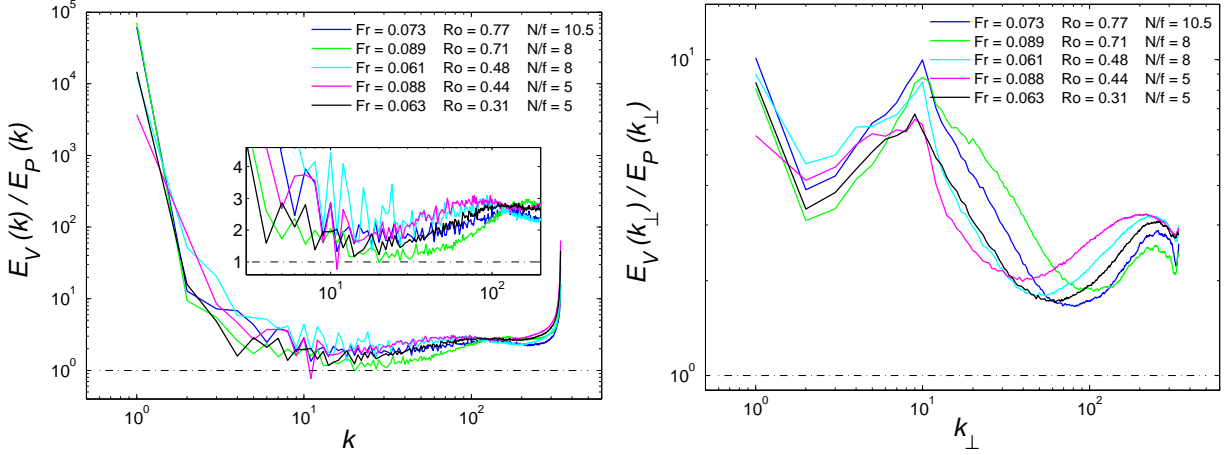 Fr = 0.073 Ro = 0.77 N/f = 10.5
Fr = 0.089 Ro = 0.71 N/f = 8
Fr = 0.061 Ro = 0.48 N/f = 8
Fr = 0.088 Ro = 0.44 N/f = 5
Fr = 0.063 Ro = 0.31 N/f = 5
10^5
10^4
10^3
10^2
10^1
10^0
E_V (k) / E_P (k)
4
3
2
1
10^1 10^2
10^0 10^1 10^2
k
Fr = 0.073 Ro = 0.77 N/f = 10.5
Fr = 0.089 Ro = 0.71 N/f = 8
Fr = 0.061 Ro = 0.48 N/f = 8
Fr = 0.088 Ro = 0.44 N/f = 5
Fr = 0.063 Ro = 0.31 N/f = 5
10^1
10^0
E_V (k_⊥) / E_P (k_⊥)
10^0 10^1 10^2
k_⊥